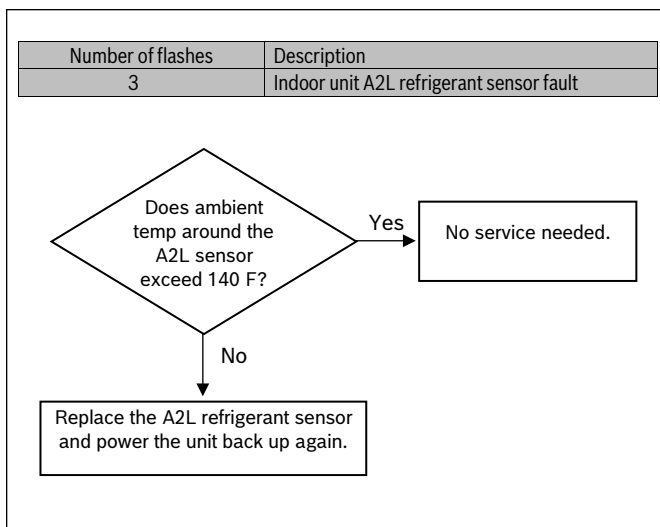 Number of flashes Description
3 Indoor unit A2L refrigerant sensor fault
Does ambient
temp around the
A2L sensor
exceed 140 F?
Yes
No service needed.
No
Replace the A2L refrigerant sensor
and power the unit back up again.